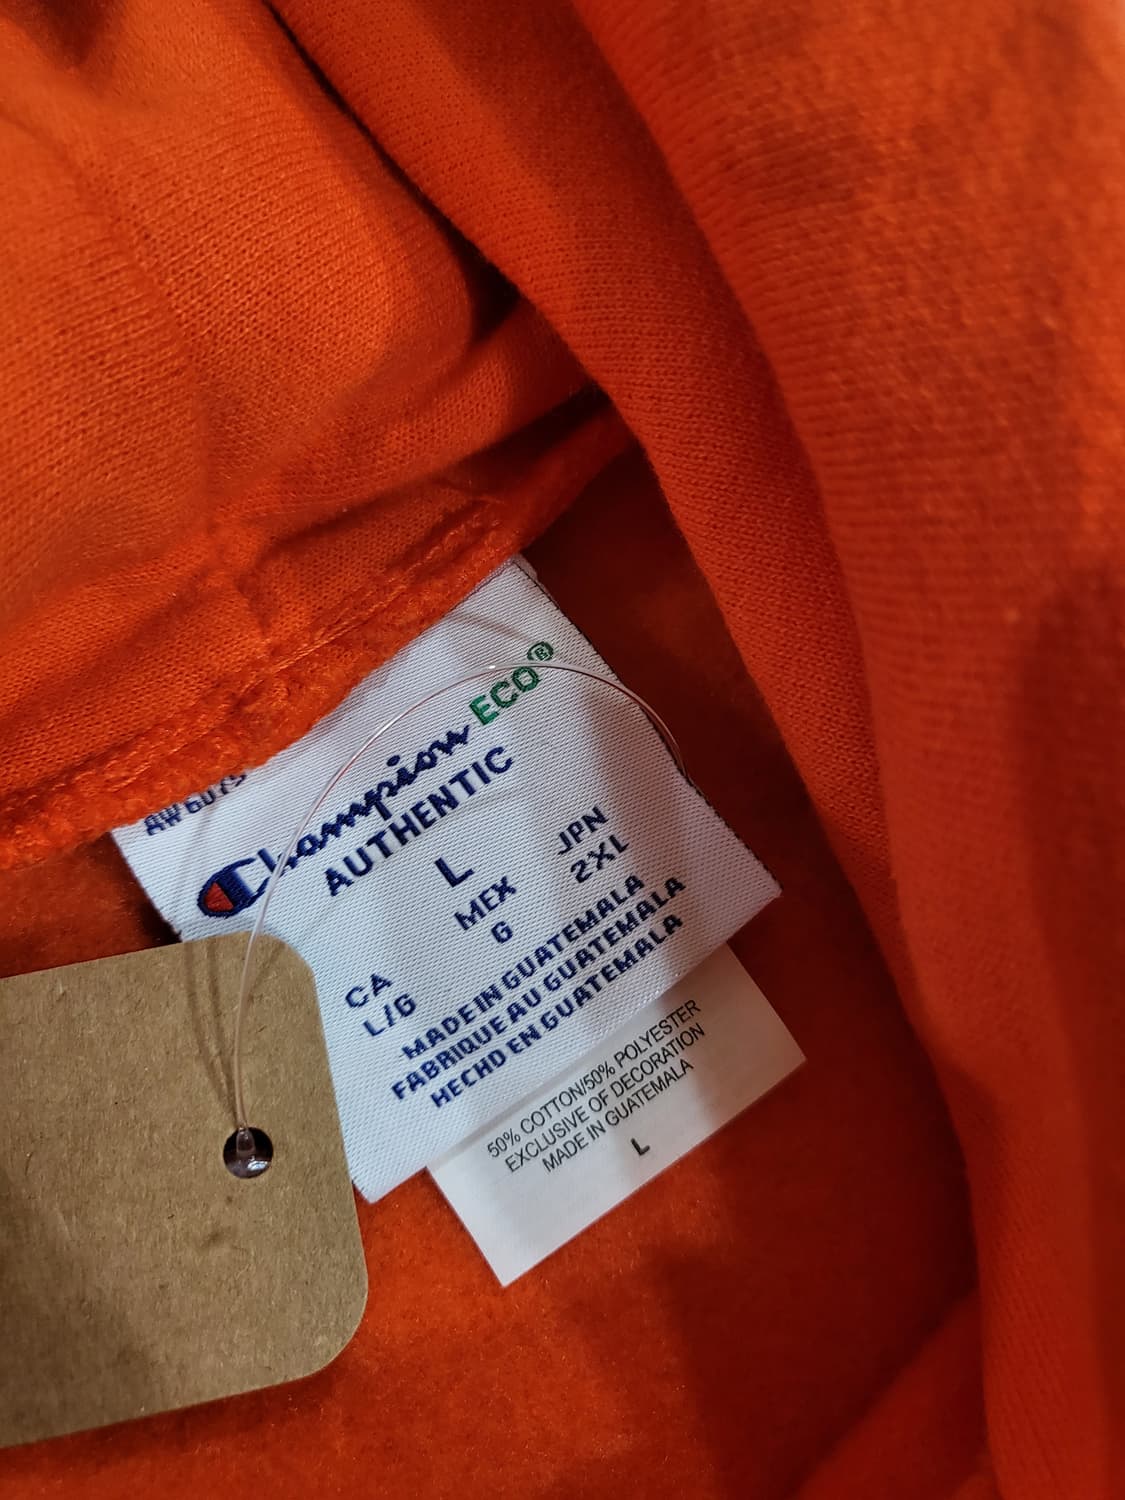 Champion ECO®
AUTHENTIC
L
CA MEX JPN
L/G G 2XL
MADE IN GUATEMALA
FABRIQUE AU GUATEMALA
HECHO EN GUATEMALA
50% COTTON/50% POLYESTER
EXCLUSIVE OF DECORATION
MADE IN GUATEMALA
L